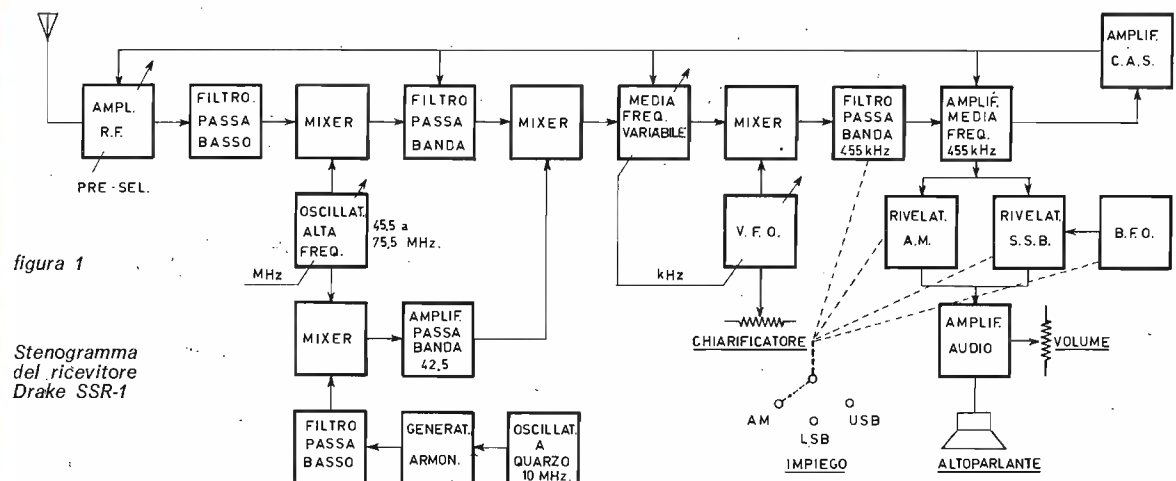 AMPLIF.
C.A.S.
AMPL.
R.F.
FILTRO.
PASSA
BASSO
MIXER
FILTRO
PASSA
BANDA
MIXER
MEDIA
FREQ.
VARIABILE
MIXER
FILTRO
PASSA
BANDA
455 kHz
AMPLIF.
MEDIA
FREQ.
455 kHz
PRE-SEL.
OSCILLAT.
ALTA
FREQ.
45,5 a
75,5 MHz.
MHz
kHz
V.F.O.
RIVELAT.
A.M.
RIVELAT.
S.S.B.
B.F.O.
figura 1
MIXER
AMPLIF.
PASSA
BANDA
42,5
CHIARIFICATORE
AMPLIF.
AUDIO
VOLUME
Stenogramma
del ricevitore
Drake SSR-1
FILTRO
PASSA
BASSO
GENERAT.
ARMON.
OSCILLAT.
A
QUARZO
10 MHz.
AM
LSB
USB
IMPIEGO
ALTOPARLANTE